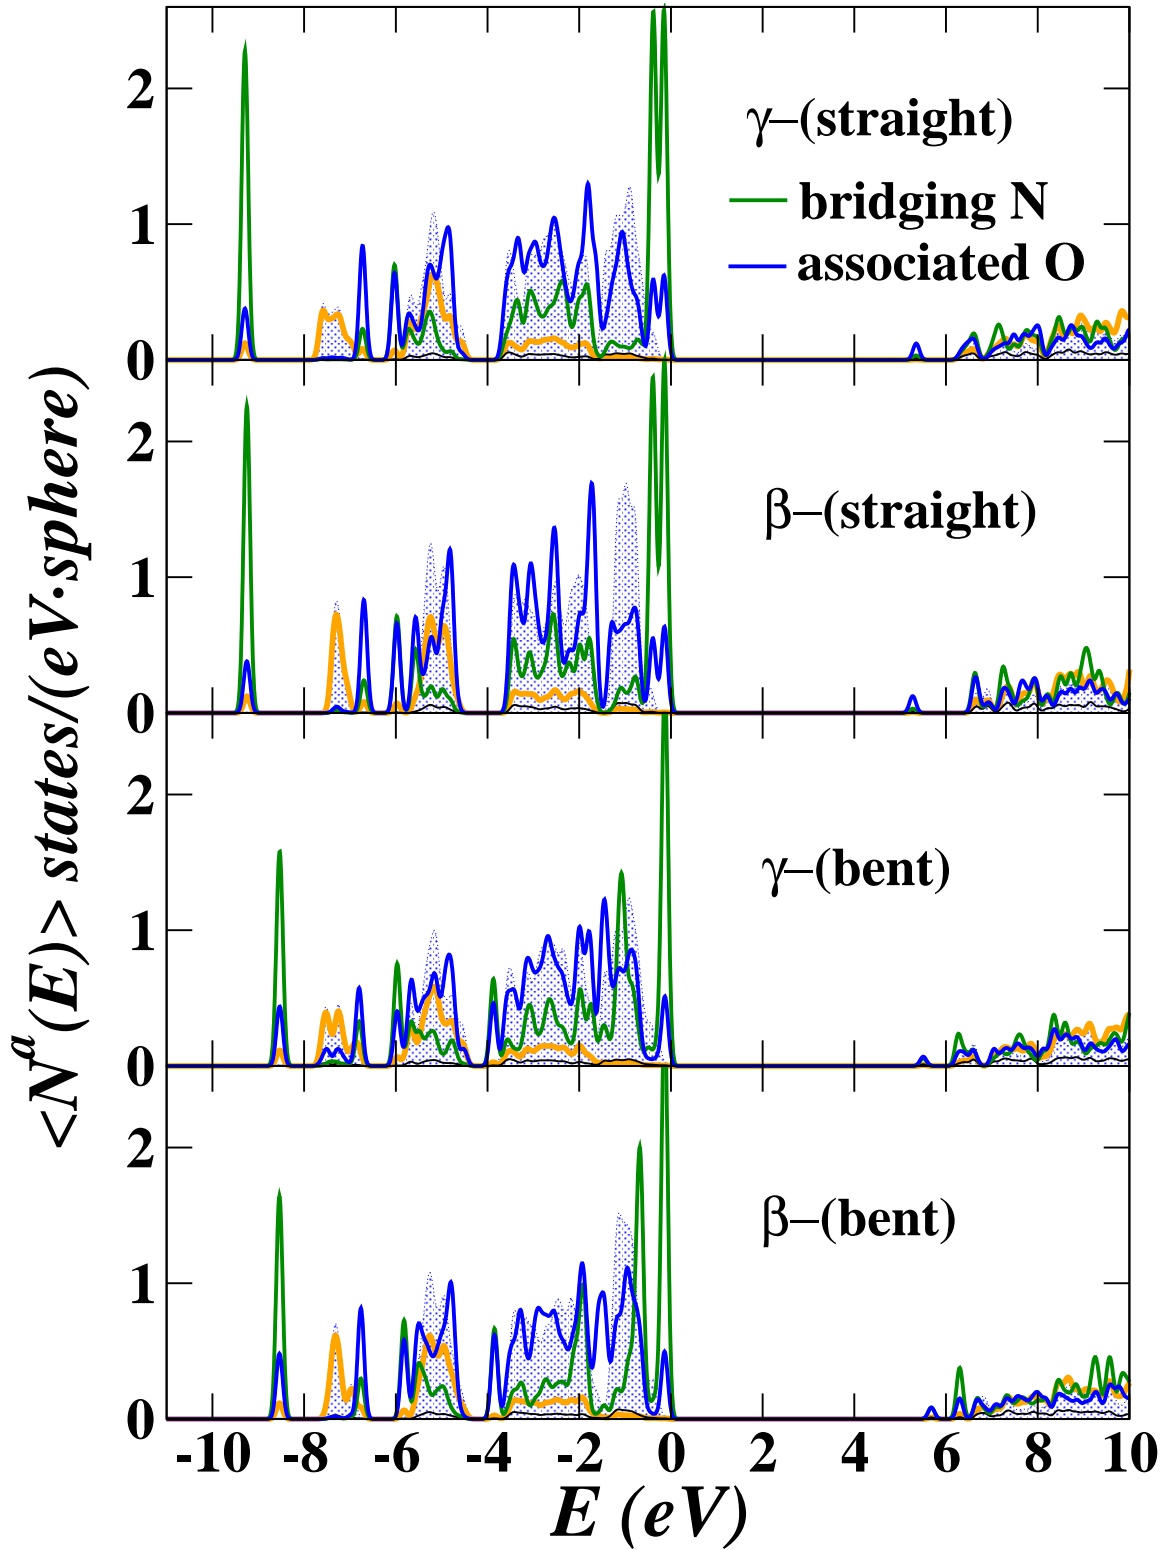 <N^a(E)> states/(eV·sphere)
2
1
0
γ–(straight)
bridging N
associated O
2
1
0
β–(straight)
2
1
0
γ–(bent)
2
1
0
β–(bent)
-10 -8 -6 -4 -2 0 2 4 6 8 10
E (eV)